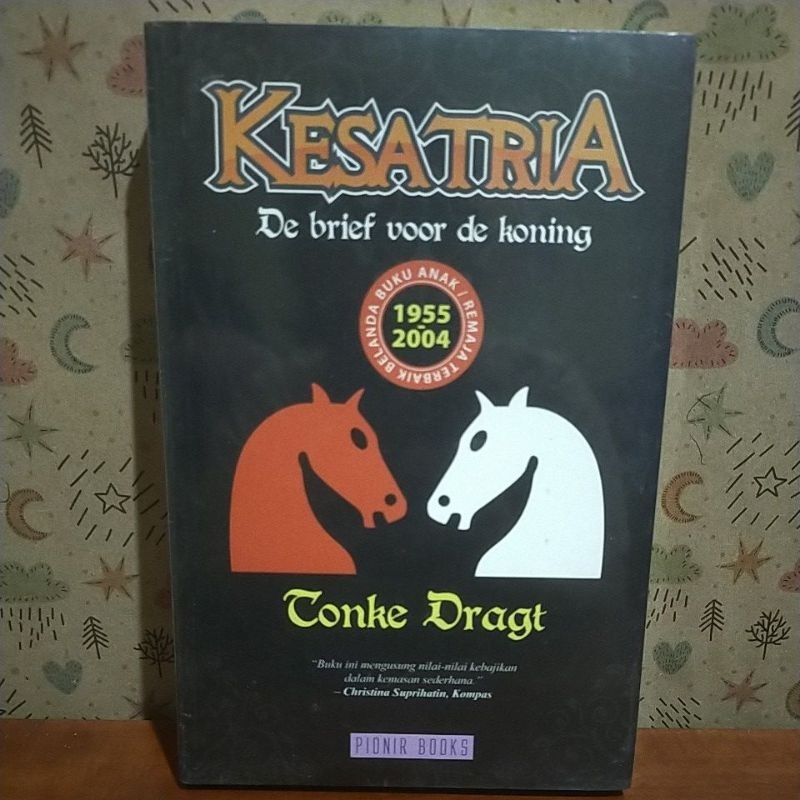 KESATRIA
De brief voor de koning
BELANDA BUKU ANAK / REMAJA TERBAIK
1955
-
2004
Tonke Dragt
"Buku ini mengusung nilai-nilai kebajikan
dalam kemasan sederhana."
– Christina Suprihatin, Kompas
PIONIR BOOKS